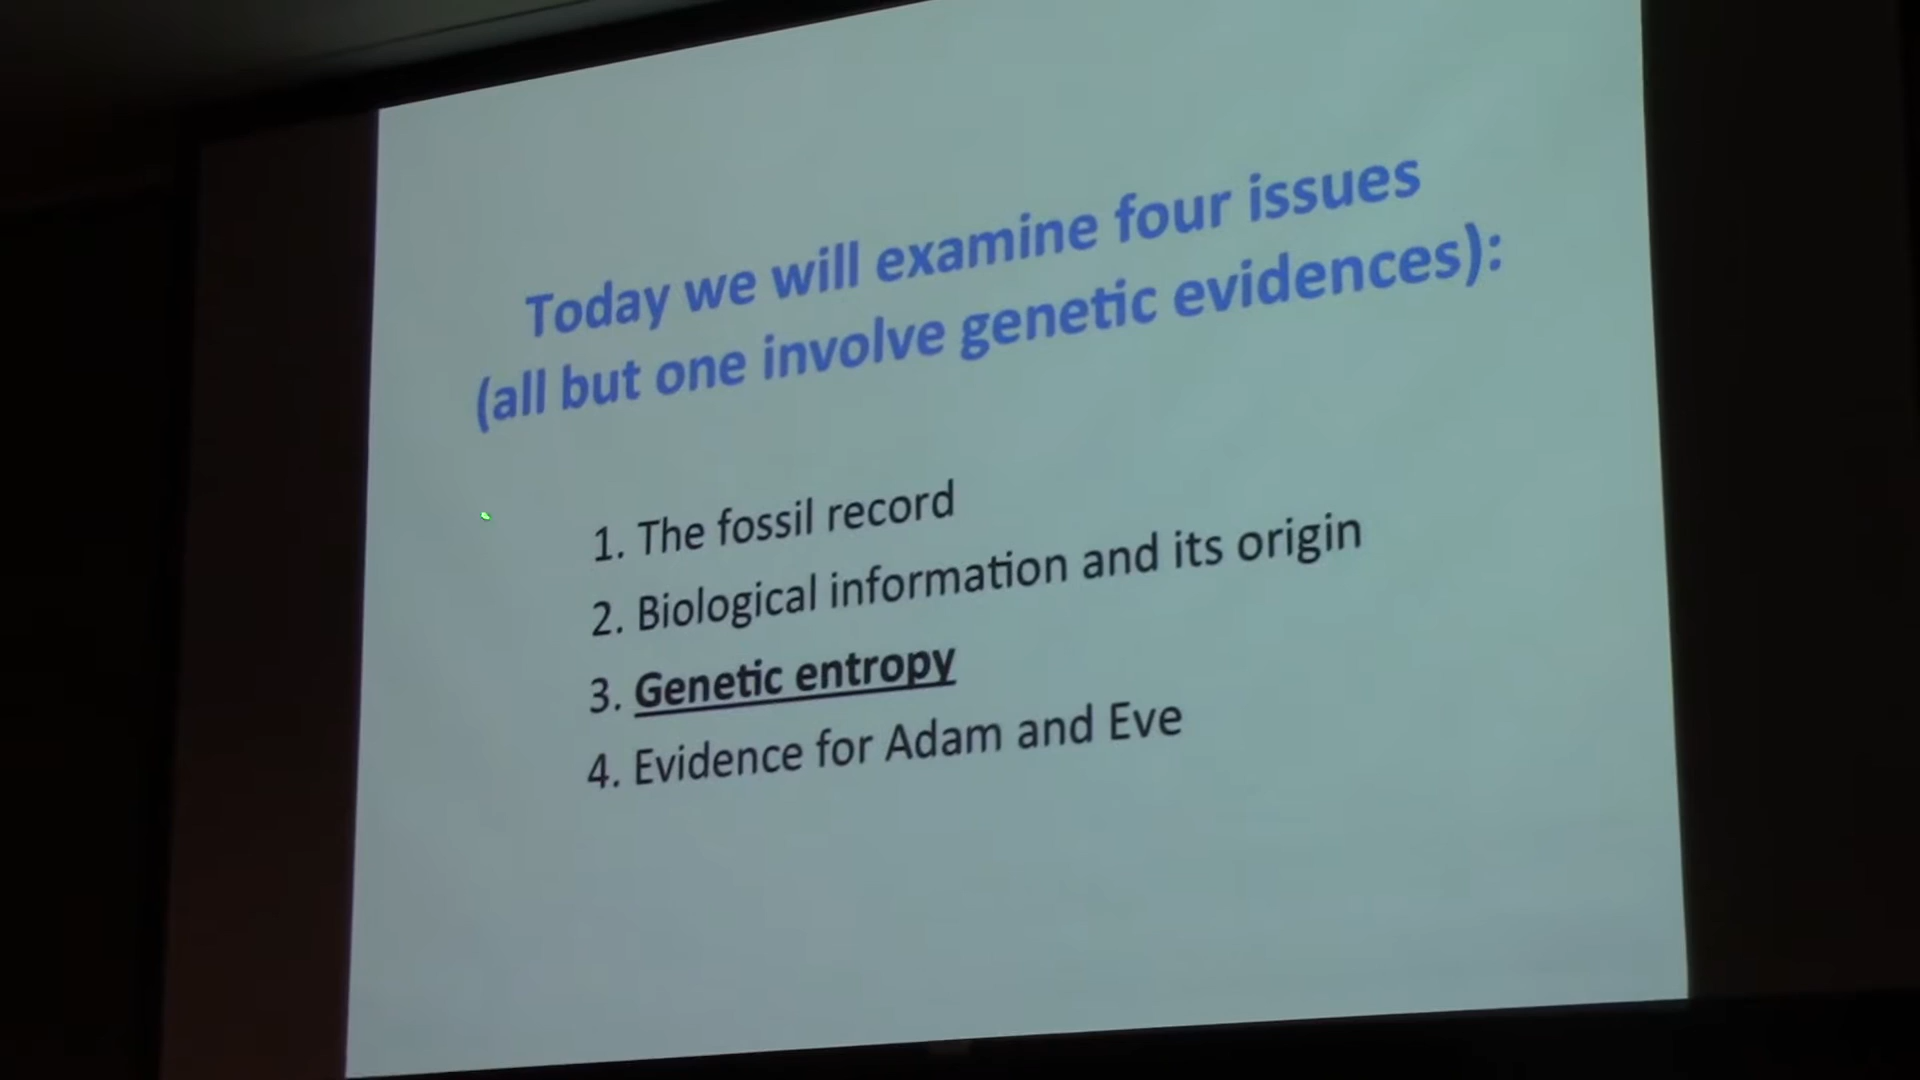 Today we will examine four issues
(all but one involve genetic evidences):
1. The fossil record
2. Biological information and its origin
3. Genetic entropy
4. Evidence for Adam and Eve